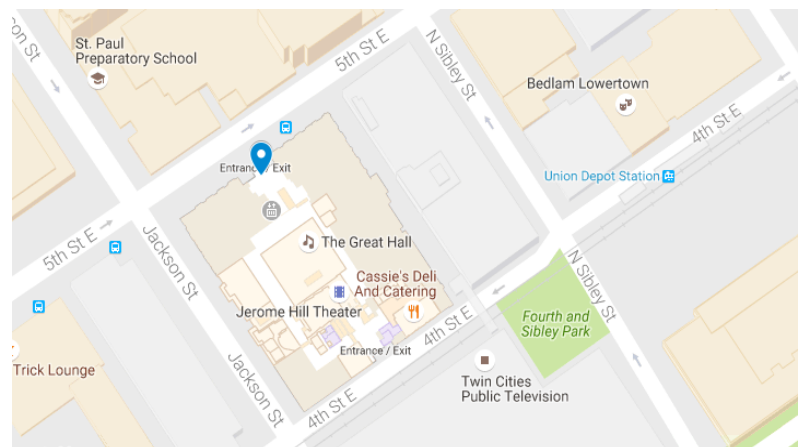 Jackson St
St. Paul
Preparatory School
5th St E
N Sibley St
Bedlam Lowertown
4th St E
Entrance / Exit
Union Depot Station
5th St E
Jackson St
The Great Hall
N Sibley St
Cassie's Deli
And Catering
Jerome Hill Theater
Fourth and
Sibley Park
4th St E
Entrance / Exit
Jackson St
Trick Lounge
Twin Cities
Public Television
4th St E